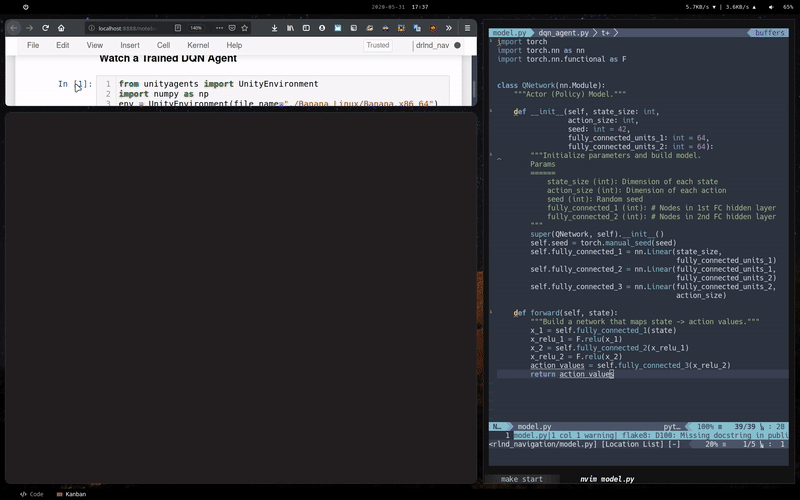 2020-05-31 17:37
5.7KB/s ▼ | 3.6KB/s ▲
65%
localhost:8888/noteb
140%
File Edit View Insert Cell Kernel Help Trusted drlnd_nav
Watch a Trained DQN Agent
In [1]:
1 from unityagents import UnityEnvironment
2 import numpy as np
3 env = UnityEnvironment(file_name="./Banana_Linux/Banana.x86_64")
model.py dqn_agent.py t+ buffers
import torch
import torch.nn as nn
import torch.nn.functional as F
class QNetwork(nn.Module):
"""Actor (Policy) Model."""
def __init__(self, state_size: int,
action_size: int,
seed: int = 42,
fully_connected_units_1: int = 64,
fully_connected_units_2: int = 64):
"""Initialize parameters and build model.
Params
======
state_size (int): Dimension of each state
action_size (int): Dimension of each action
seed (int): Random seed
fully_connected_1 (int): # Nodes in 1st FC hidden layer
fully_connected_2 (int): # Nodes in 2nd FC hidden layer
"""
super(QNetwork, self).__init__()
self.seed = torch.manual_seed(seed)
self.fully_connected_1 = nn.Linear(state_size,
fully_connected_units_1)
self.fully_connected_2 = nn.Linear(fully_connected_units_1,
fully_connected_units_2)
self.fully_connected_3 = nn.Linear(fully_connected_units_2,
action_size)
def forward(self, state):
"""Build a network that maps state -> action values."""
x_1 = self.fully_connected_1(state)
x_relu_1 = F.relu(x_1)
x_2 = self.fully_connected_2(x_relu_1)
x_relu_2 = F.relu(x_2)
action_values = self.fully_connected_3(x_relu_2)
return action_values
N… model.py pyt… 100% ≡ 39/39 : 28
1 model.py|1 col 1 warning| flake8: D100: Missing docstring in publi
<rlnd_navigation/model.py] [Location List] [-] 20% ≡ 1/5 : 1
make start nvim model.py
Code Kanban